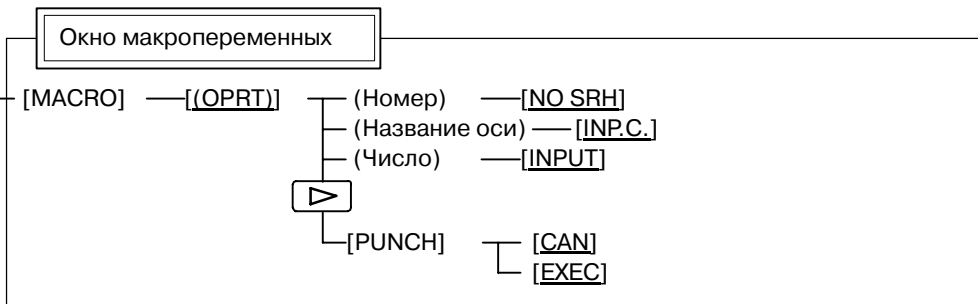 Окно макропеременных
[MACRO] [(OPRT)] (Номер) [NO SRH]
(Название оси) [INP.C.]
(Число) [INPUT]
[PUNCH] [CAN]
[EXEC]